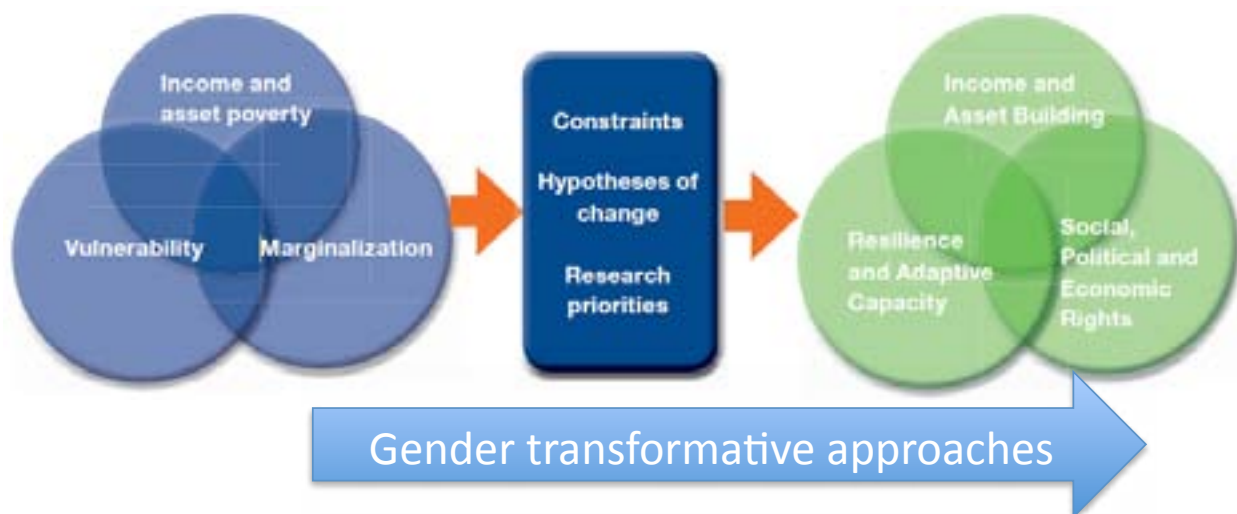 Income and
asset poverty
Vulnerability
Marginalization
Constraints
Hypotheses of
change
Research
priorities
Income and
Asset Building
Resilience
and Adaptive
Capacity
Social,
Political and
Economic
Rights
Gender transformative approaches